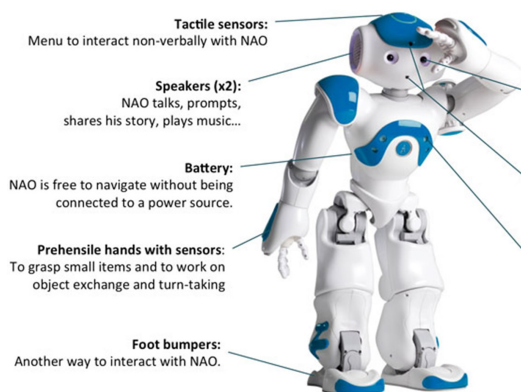 Tactile sensors:
Menu to interact non-verbally with NAO
Speakers (x2):
NAO talks, prompts,
shares his story, plays music...
Battery:
NAO is free to navigate without being
connected to a power source.
Prehensile hands with sensors:
To grasp small items and to work on
object exchange and turn-taking
Foot bumpers:
Another way to interact with NAO.